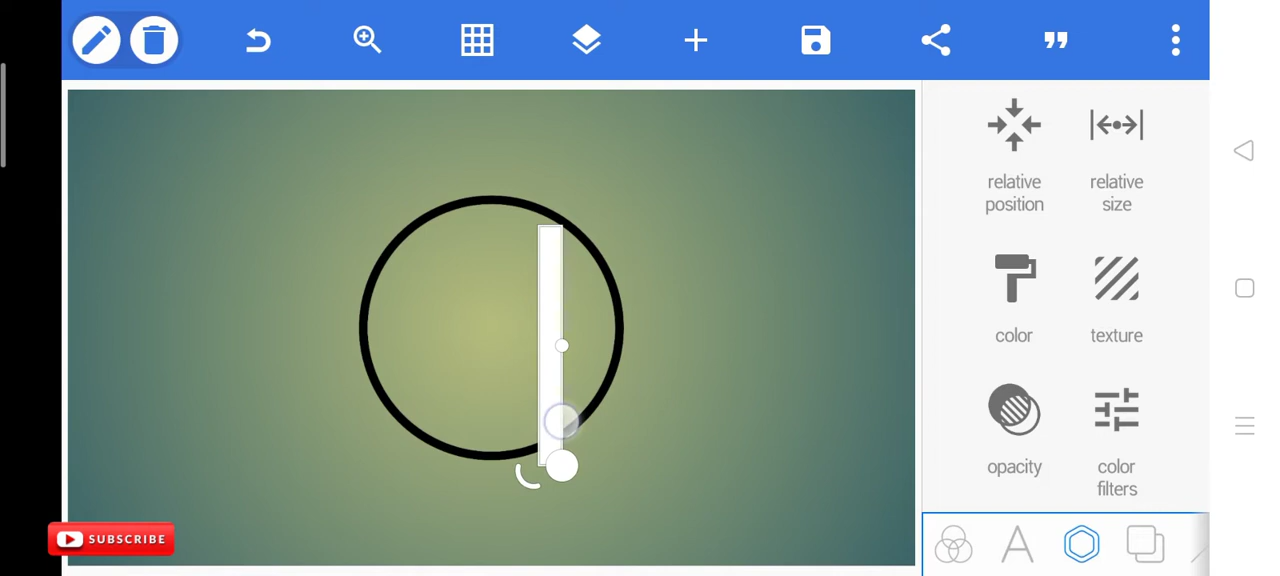 relative
position
relative
size
color
texture
opacity
color
filters
SUBSCRIBE